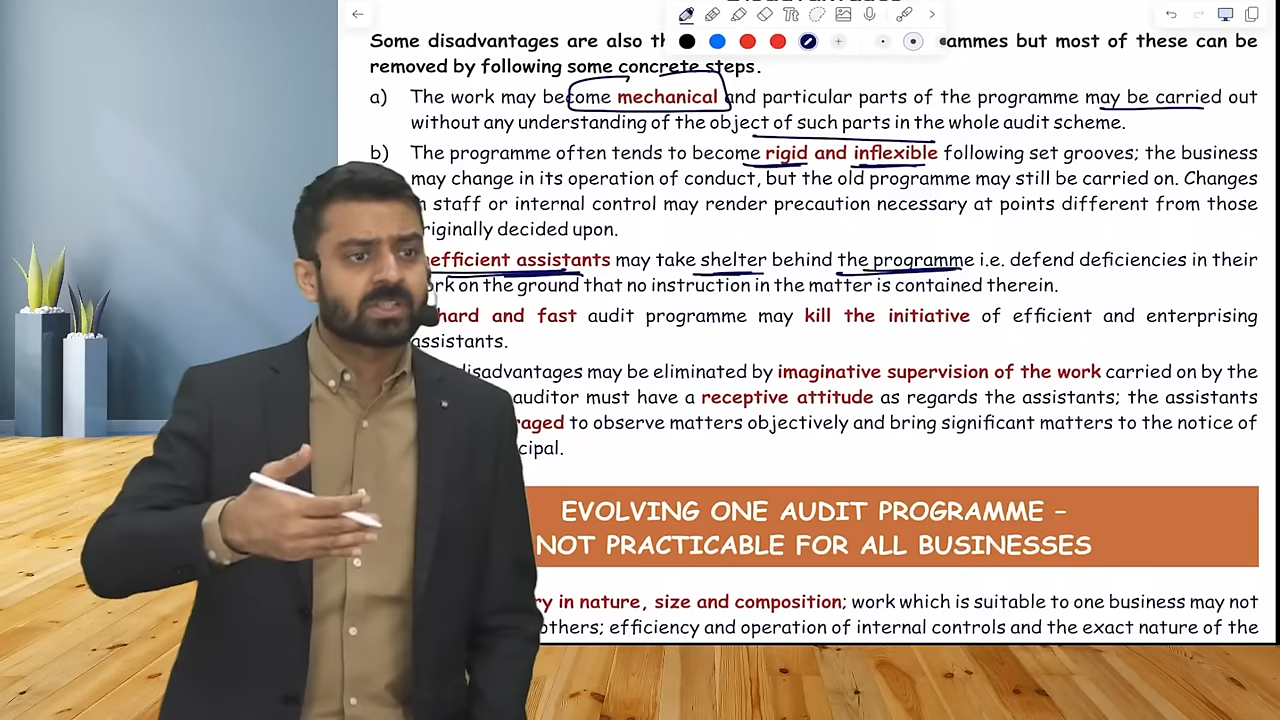 Some disadvantages are also ammes but most of these can be
removed by following some concrete steps.
a) The work may become mechanical and particular parts of the programme may be carried out
without any understanding of the object of such parts in the whole audit scheme.
b) The programme often tends to become rigid and inflexible following set grooves; the business
may change in its operation of conduct, but the old programme may still be carried on. Changes
staff or internal control may render precaution necessary at points different from those
riginally decided upon.
efficient assistants may take shelter behind the programme i.e. defend deficiencies in their
rk on the ground that no instruction in the matter is contained therein.
hard and fast audit programme may kill the initiative of efficient and enterprising
assistants.
isadvantages may be eliminated by imaginative supervision of the work carried on by the
auditor must have a receptive attitude as regards the assistants; the assistants
raged to observe matters objectively and bring significant matters to the notice of
cipal.
EVOLVING ONE AUDIT PROGRAMME –
NOT PRACTICABLE FOR ALL BUSINESSES
ry in nature, size and composition; work which is suitable to one business may not
others; efficiency and operation of internal controls and the exact nature of the